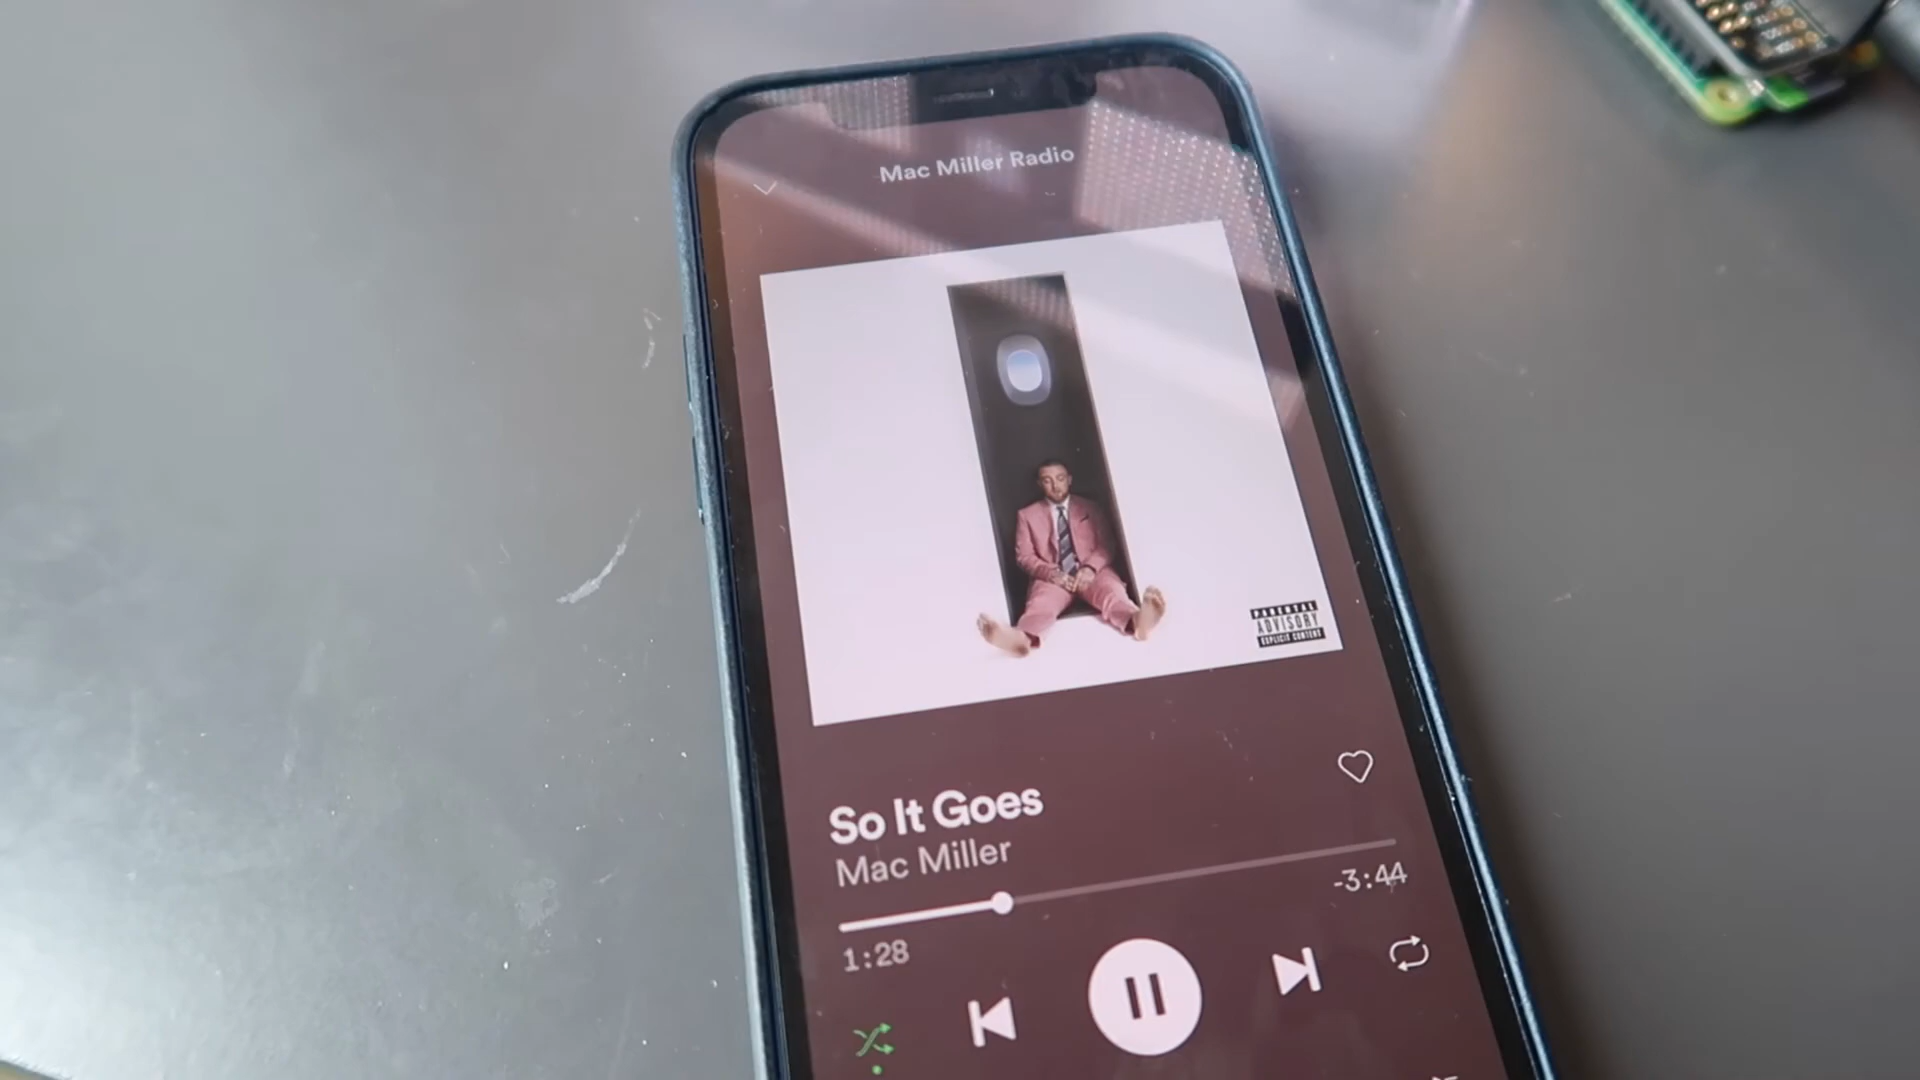 Mac Miller Radio
PARENTAL
ADVISORY
EXPLICIT CONTENT
So It Goes
Mac Miller
-3:44
1:28